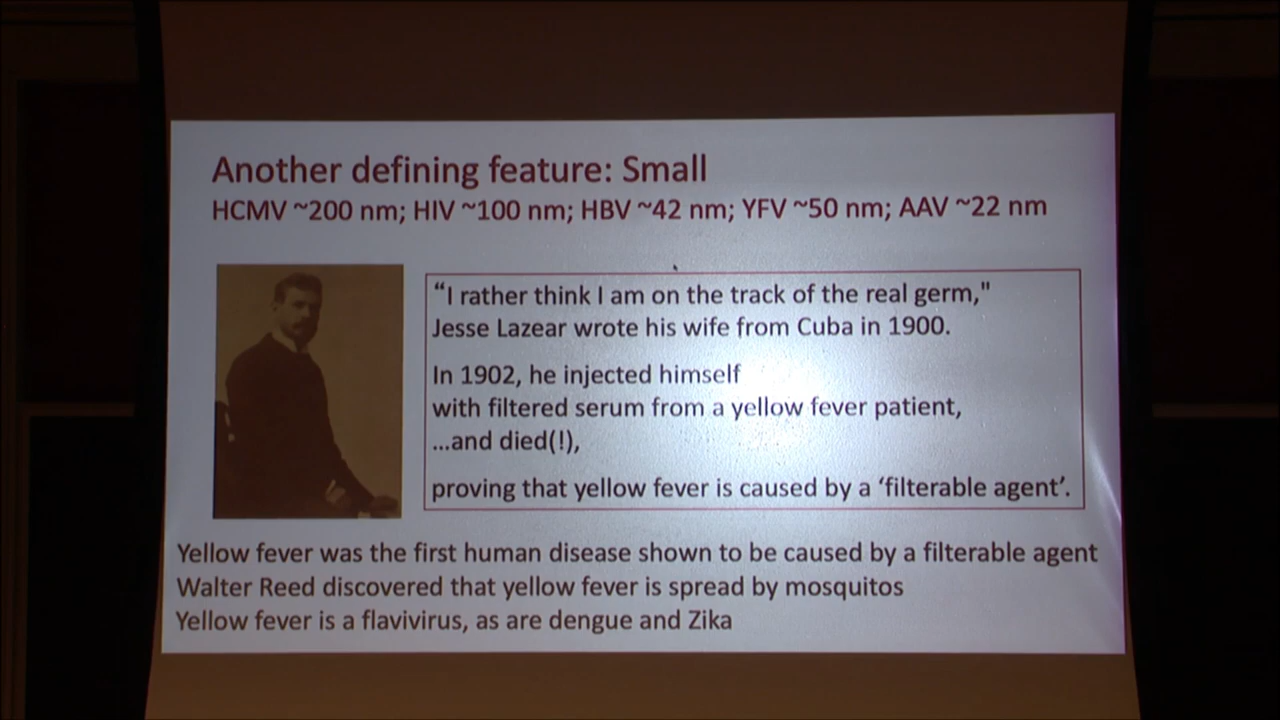 Another defining feature: Small
HCMV ~200 nm; HIV ~100 nm; HBV ~42 nm; YFV ~50 nm; AAV ~22 nm
“I rather think I am on the track of the real germ,"
Jesse Lazear wrote his wife from Cuba in 1900.
In 1902, he injected himself
with filtered serum from a yellow fever patient,
...and died(!),
proving that yellow fever is caused by a ‘filterable agent’.
Yellow fever was the first human disease shown to be caused by a filterable agent
Walter Reed discovered that yellow fever is spread by mosquitos
Yellow fever is a flavivirus, as are dengue and Zika